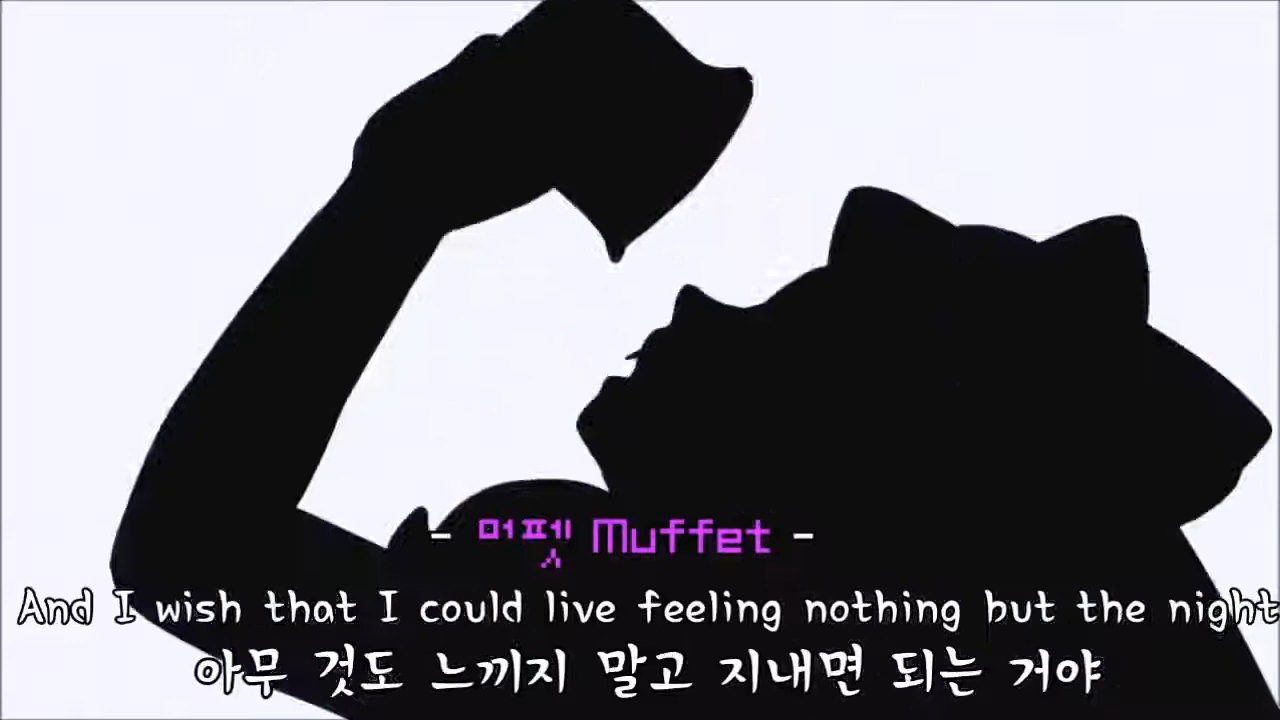 - 머펫 Muffet -
And I wish that I could live feeling nothing but the night
아무 것도 느끼지 말고 지내면 되는 거야